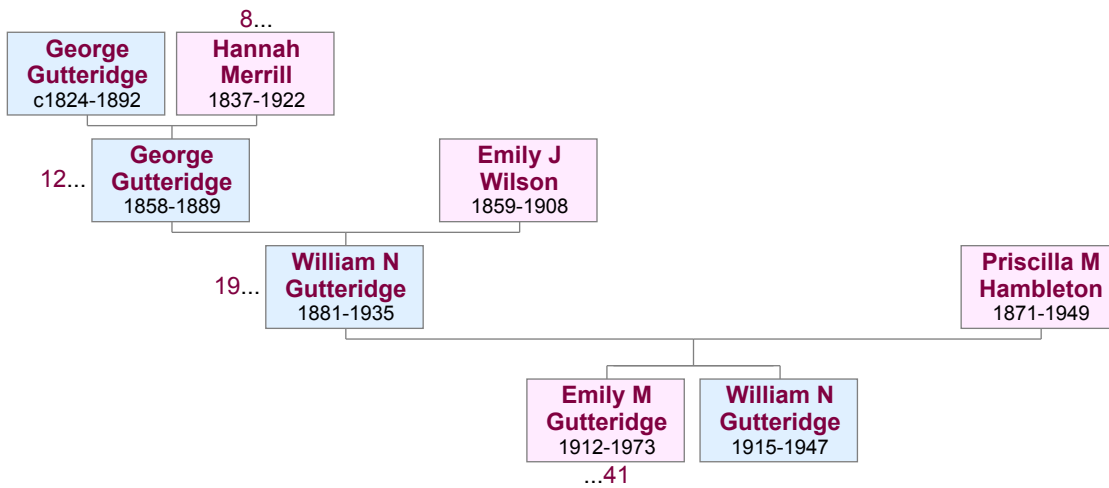 8...
George
Gutteridge
c1824-1892
Hannah
Merrill
1837-1922
12...
George
Gutteridge
1858-1889
Emily J
Wilson
1859-1908
19...
William N
Gutteridge
1881-1935
Priscilla M
Hambleton
1871-1949
Emily M
Gutteridge
1912-1973
William N
Gutteridge
1915-1947
...41